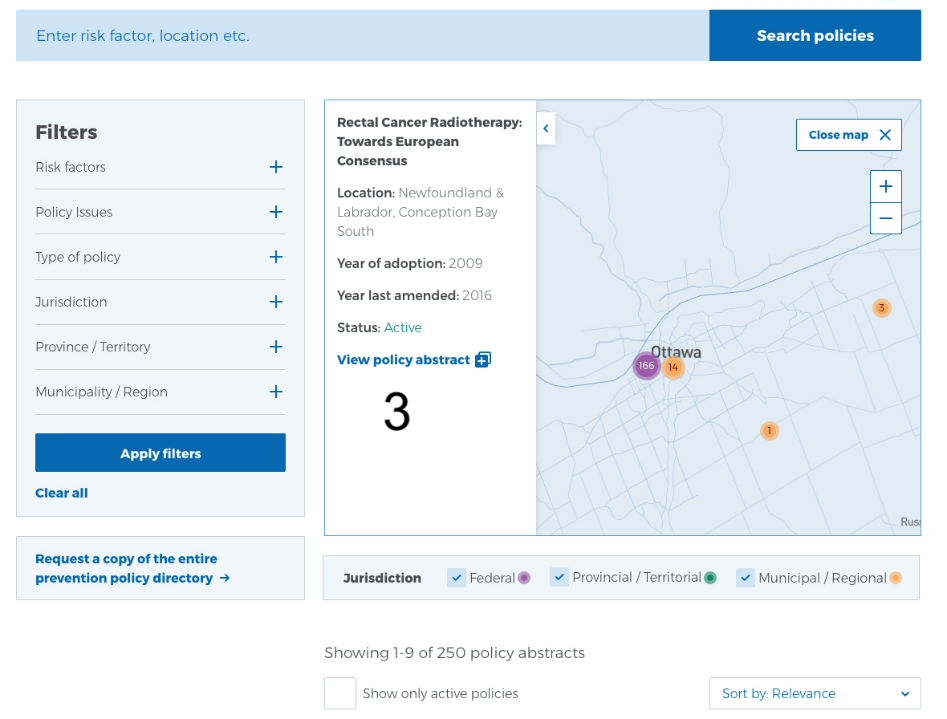 Enter risk factor, location etc.
Search policies
Filters
Risk factors
Policy Issues
Type of policy
Jurisdiction
Province / Territory
Municipality / Region
Apply filters
Clear all
Request a copy of the entire
prevention policy directory →
Rectal Cancer Radiotherapy:
Towards European
Consensus
Location: Newfoundland &
Labrador, Conception Bay
South
Year of adoption: 2009
Year last amended: 2016
Status: Active
View policy abstract
3
Close map
+
−
3
Ottawa
166
14
1
Russ
Jurisdiction
Federal
Provincial / Territorial
Municipal / Regional
Showing 1-9 of 250 policy abstracts
Show only active policies
Sort by: Relevance